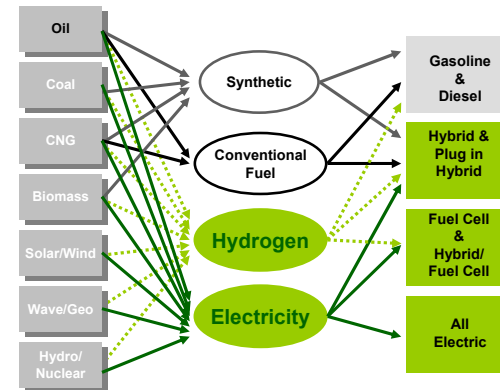 Oil
Coal
CNG
Biomass
Solar/Wind
Wave/Geo
Hydro/
Nuclear
Synthetic
Conventional
Fuel
Hydrogen
Electricity
Gasoline
&
Diesel
Hybrid &
Plug in
Hybrid
Fuel Cell
&
Hybrid/
Fuel Cell
All
Electric